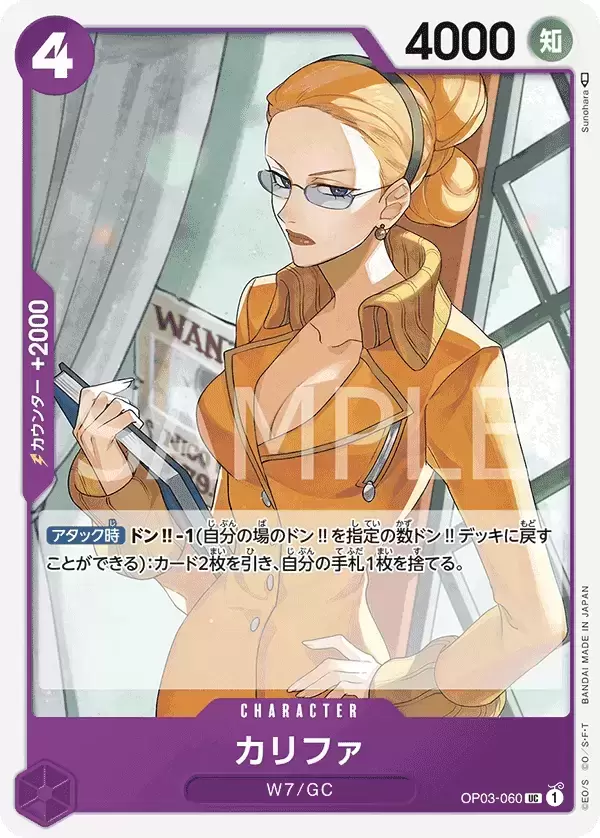 4
4000 知
Sunohara
カウンター +2000
WAN
SAMPLE
アタック時 ドン!!-1(自分の場のドン!!を指定の数ドン!!デッキに戻す
ことができる):カード2枚を引き、自分の手札1枚を捨てる。
CHARACTER
カリファ
W7/GC
OP03-060 UC 1
©E.O/S ©O/S・F・T BANDAI MADE IN JAPAN